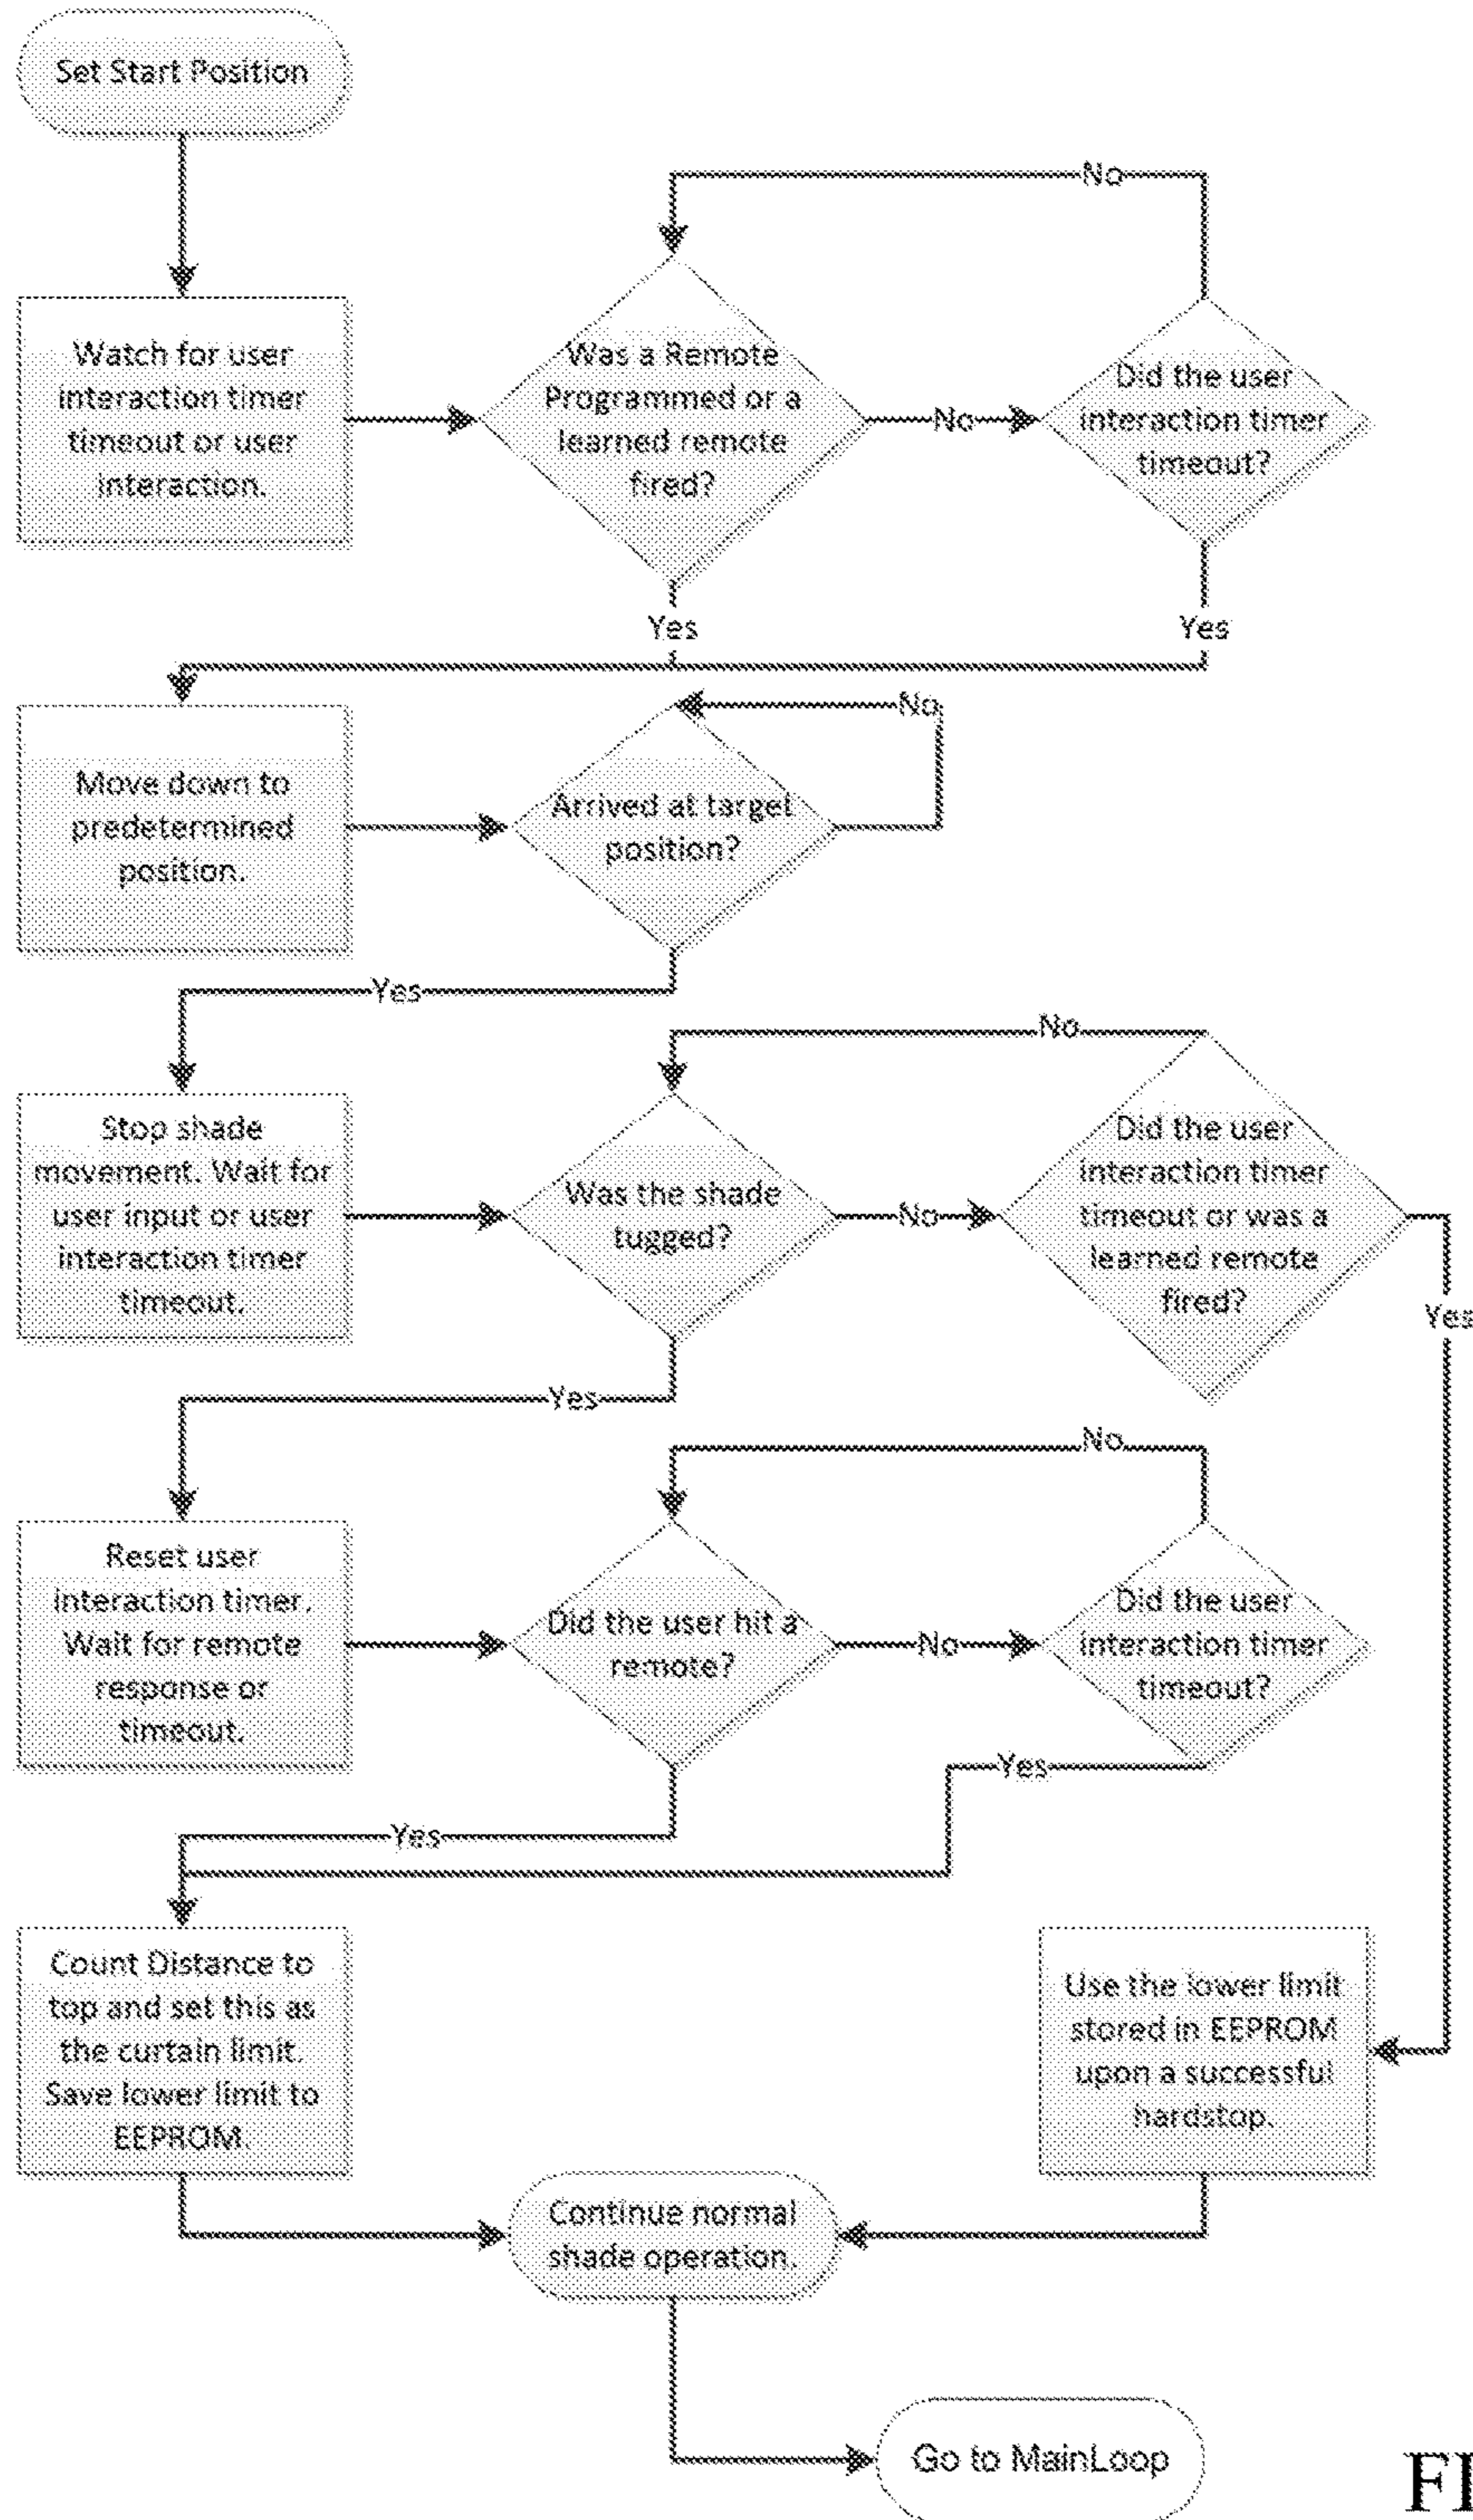 Set Start Position
No
Watch for user
interaction timer
timeout or user
interaction.
Was a Remote
Programmed or a
learned remote
fired?
No
Did the user
interaction timer
timeout?
Yes
Yes
Move down to
predetermined
position.
Arrived at target
position?
No
Yes
Stop shade
movement. Wait for
user input or user
interaction timer
timeout.
Was the shade
tugged?
No
No
Did the user
interaction timer
timeout or was a
learned remote
fired?
Yes
Yes
Reset user
interaction timer.
Wait for remote
response or
timeout.
Did the user hit a
remote?
No
No
Did the user
interaction timer
timeout?
Yes
Yes
Count Distance to
top and set this as
the curtain limit.
Save lower limit to
EEPROM.
Use the lower limit
stored in EEPROM
upon a successful
hardstop.
Continue normal
shade operation.
Go to MainLoop